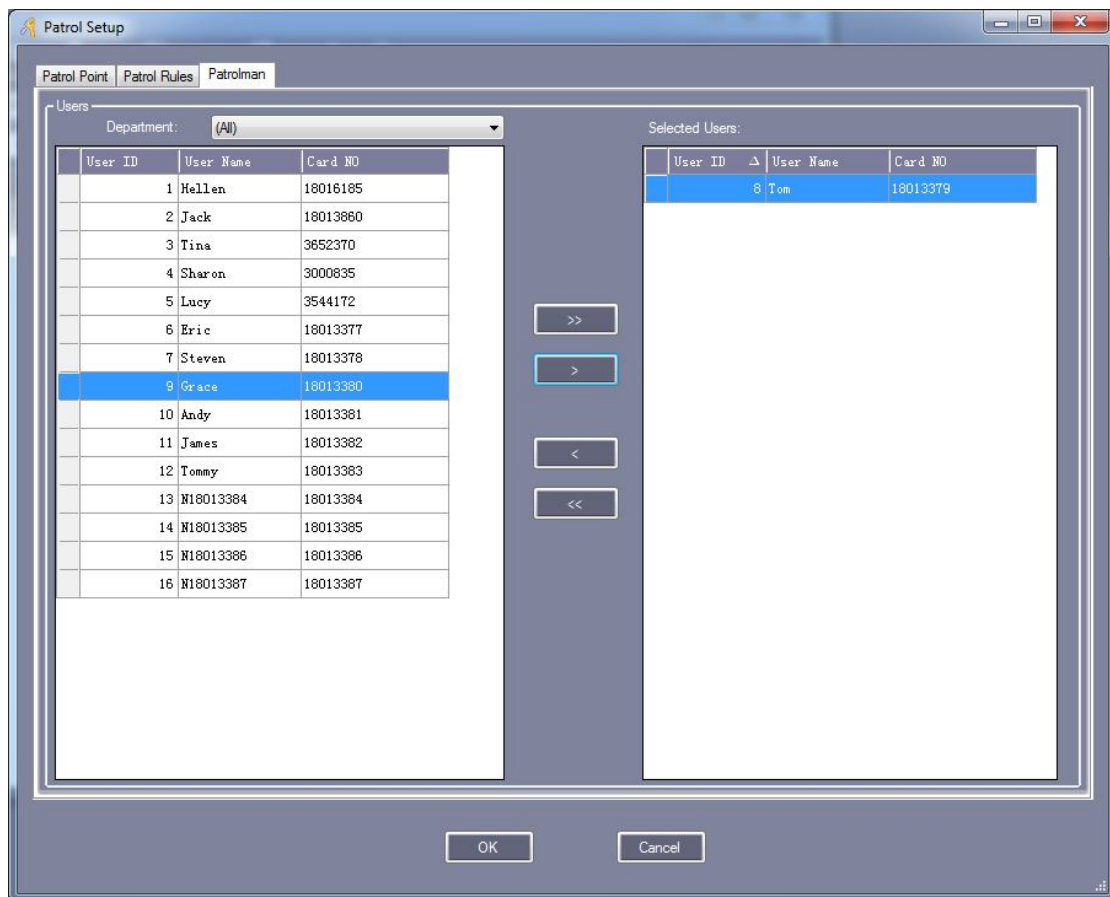 Patrol Setup
Patrol Point Patrol Rules Patrolman
Users
Department: (All) Selected Users:
User ID User Name Card NO
1 Hellen 18016185
2 Jack 18013860
3 Tina 3652370
4 Sharon 3000835
5 Lucy 3544172
6 Eric 18013377
7 Steven 18013378
9 Grace 18013380
10 Andy 18013381
11 James 18013382
12 Tommy 18013383
13 N18013384 18013384
14 N18013385 18013385
15 N18013386 18013386
16 N18013387 18013387
>>
>
<
<<
User ID Δ User Name Card NO
8 Tom 18013379
OK Cancel